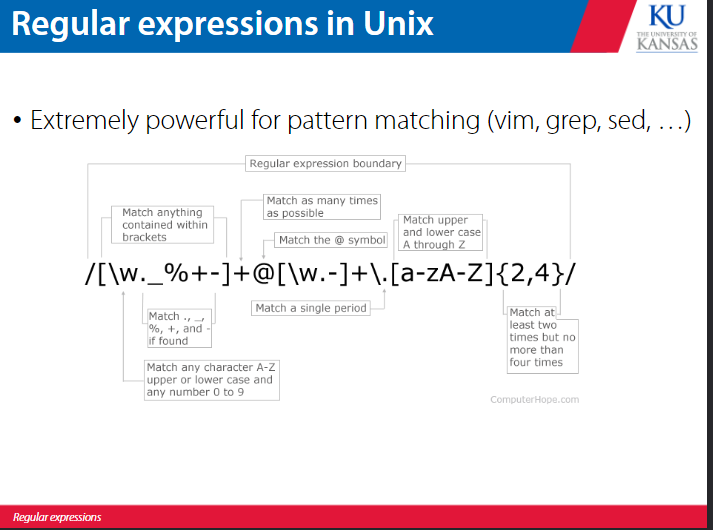 Regular expressions in Unix
KU
THE UNIVERSITY OF
KANSAS
• Extremely powerful for pattern matching (vim, grep, sed, …)
Regular expression boundary
Match anything
contained within
brackets
Match as many times
as possible
Match the @ symbol
Match upper
and lower case
A through Z
/[\w._%+-]+@[\w.-]+\.[a-zA-Z]{2,4}/
Match ., _,
%, +, and -
if found
Match a single period
Match at
least two
times but no
more than
four times
Match any character A-Z
upper or lower case and
any number 0 to 9
ComputerHope.com
Regular expressions